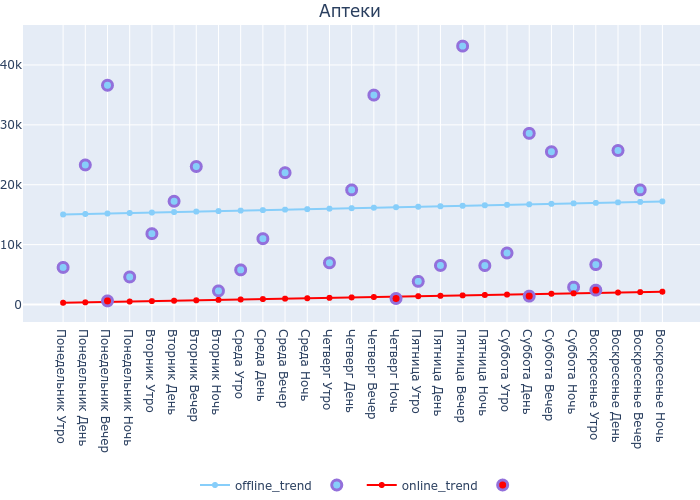 Аптеки
40k
30k
20k
10k
0
Понедельник Утро
Понедельник День
Понедельник Вечер
Понедельник Ночь
Вторник Утро
Вторник День
Вторник Вечер
Вторник Ночь
Среда Утро
Среда День
Среда Вечер
Среда Ночь
Четверг Утро
Четверг День
Четверг Вечер
Четверг Ночь
Пятница Утро
Пятница День
Пятница Вечер
Пятница Ночь
Суббота Утро
Суббота День
Суббота Вечер
Суббота Ночь
Воскресенье Утро
Воскресенье День
Воскресенье Вечер
Воскресенье Ночь
offline_trend online_trend